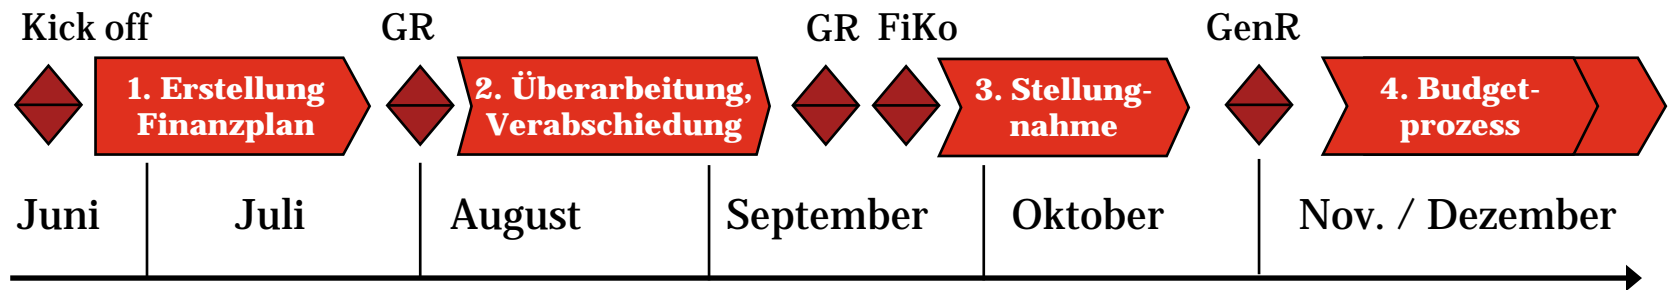 Kick off GR GR FiKo GenR
1. Erstellung
Finanzplan
2. Überarbeitung,
Verabschiedung
3. Stellung-
nahme
4. Budget-
prozess
Juni Juli August September Oktober Nov. / Dezember